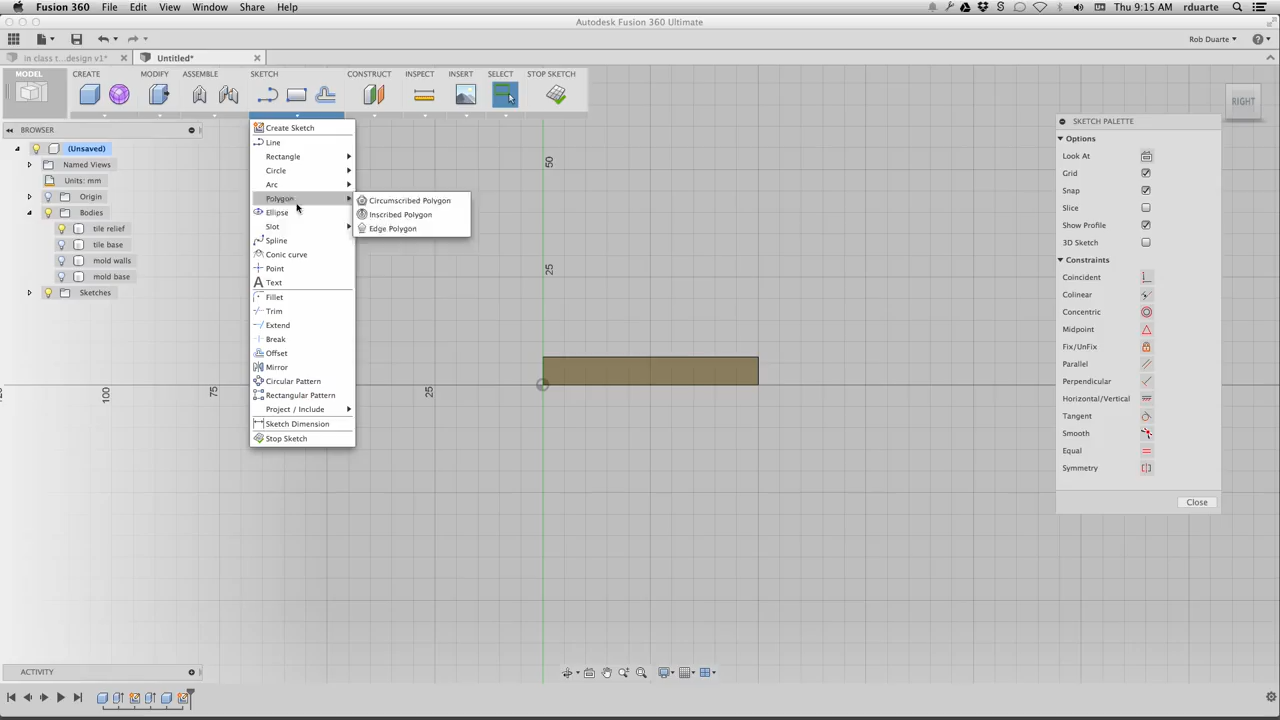 Fusion 360 File Edit View Window Share Help Thu 9:15 AM rduarte
Autodesk Fusion 360 Ultimate
Rob Duarte
in class t...design v1* Untitled*
MODEL CREATE MODIFY ASSEMBLE SKETCH CONSTRUCT INSPECT INSERT SELECT STOP SKETCH
RIGHT
BROWSER
(Unsaved)
Named Views
Units: mm
Origin
Bodies
tile relief
tile base
mold walls
mold base
Sketches
Create Sketch
Line
Rectangle
Circle
Arc
Polygon
Ellipse
Slot
Spline
Conic curve
Point
Text
Fillet
Trim
Extend
Break
Offset
Mirror
Circular Pattern
Rectangular Pattern
Project / Include
Sketch Dimension
Stop Sketch
Circumscribed Polygon
Inscribed Polygon
Edge Polygon
50
25
100
75
25
SKETCH PALETTE
Options
Look At
Grid
Snap
Slice
Show Profile
3D Sketch
Constraints
Coincident
Colinear
Concentric
Midpoint
Fix/UnFix
Parallel
Perpendicular
Horizontal/Vertical
Tangent
Smooth
Equal
Symmetry
Close
ACTIVITY